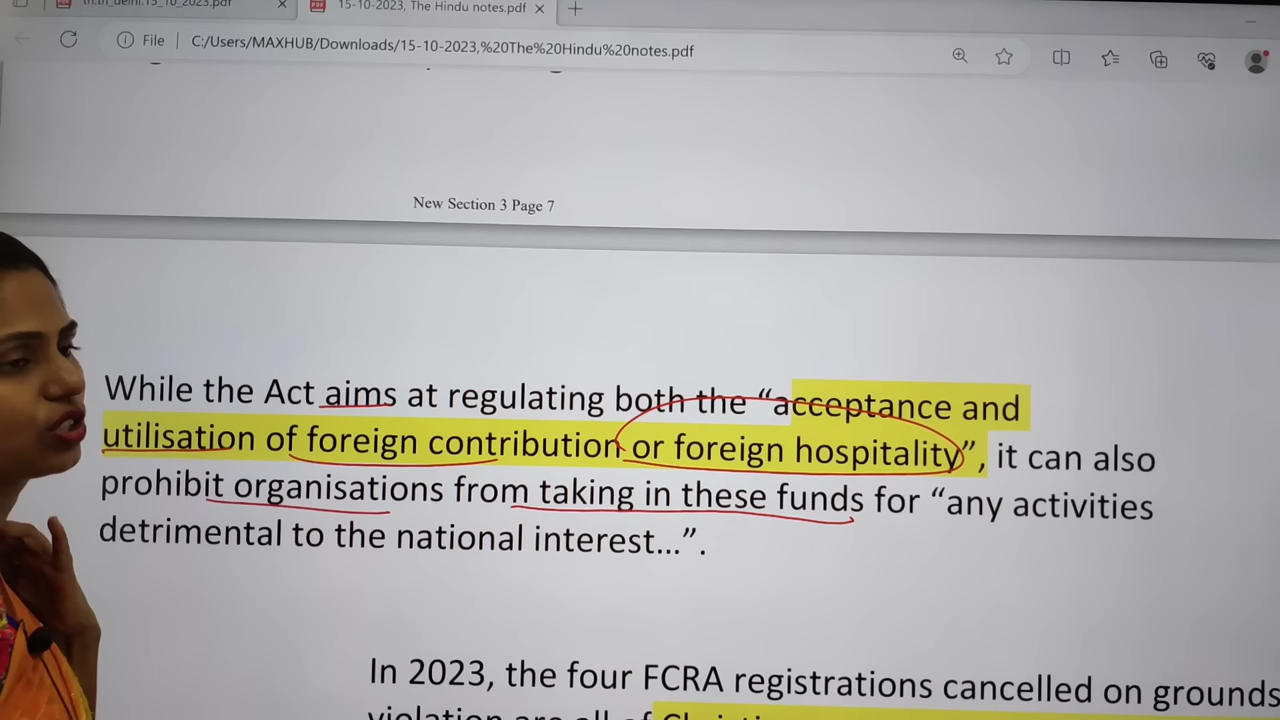 15-10-2023, The Hindu notes.pdf
File C:/Users/MAXHUB/Downloads/15-10-2023,%20The%20Hindu%20notes.pdf
New Section 3 Page 7
While the Act aims at regulating both the “acceptance and
utilisation of foreign contribution or foreign hospitality”, it can also
prohibit organisations from taking in these funds for “any activities
detrimental to the national interest...”.
In 2023, the four FCRA registrations cancelled on grounds